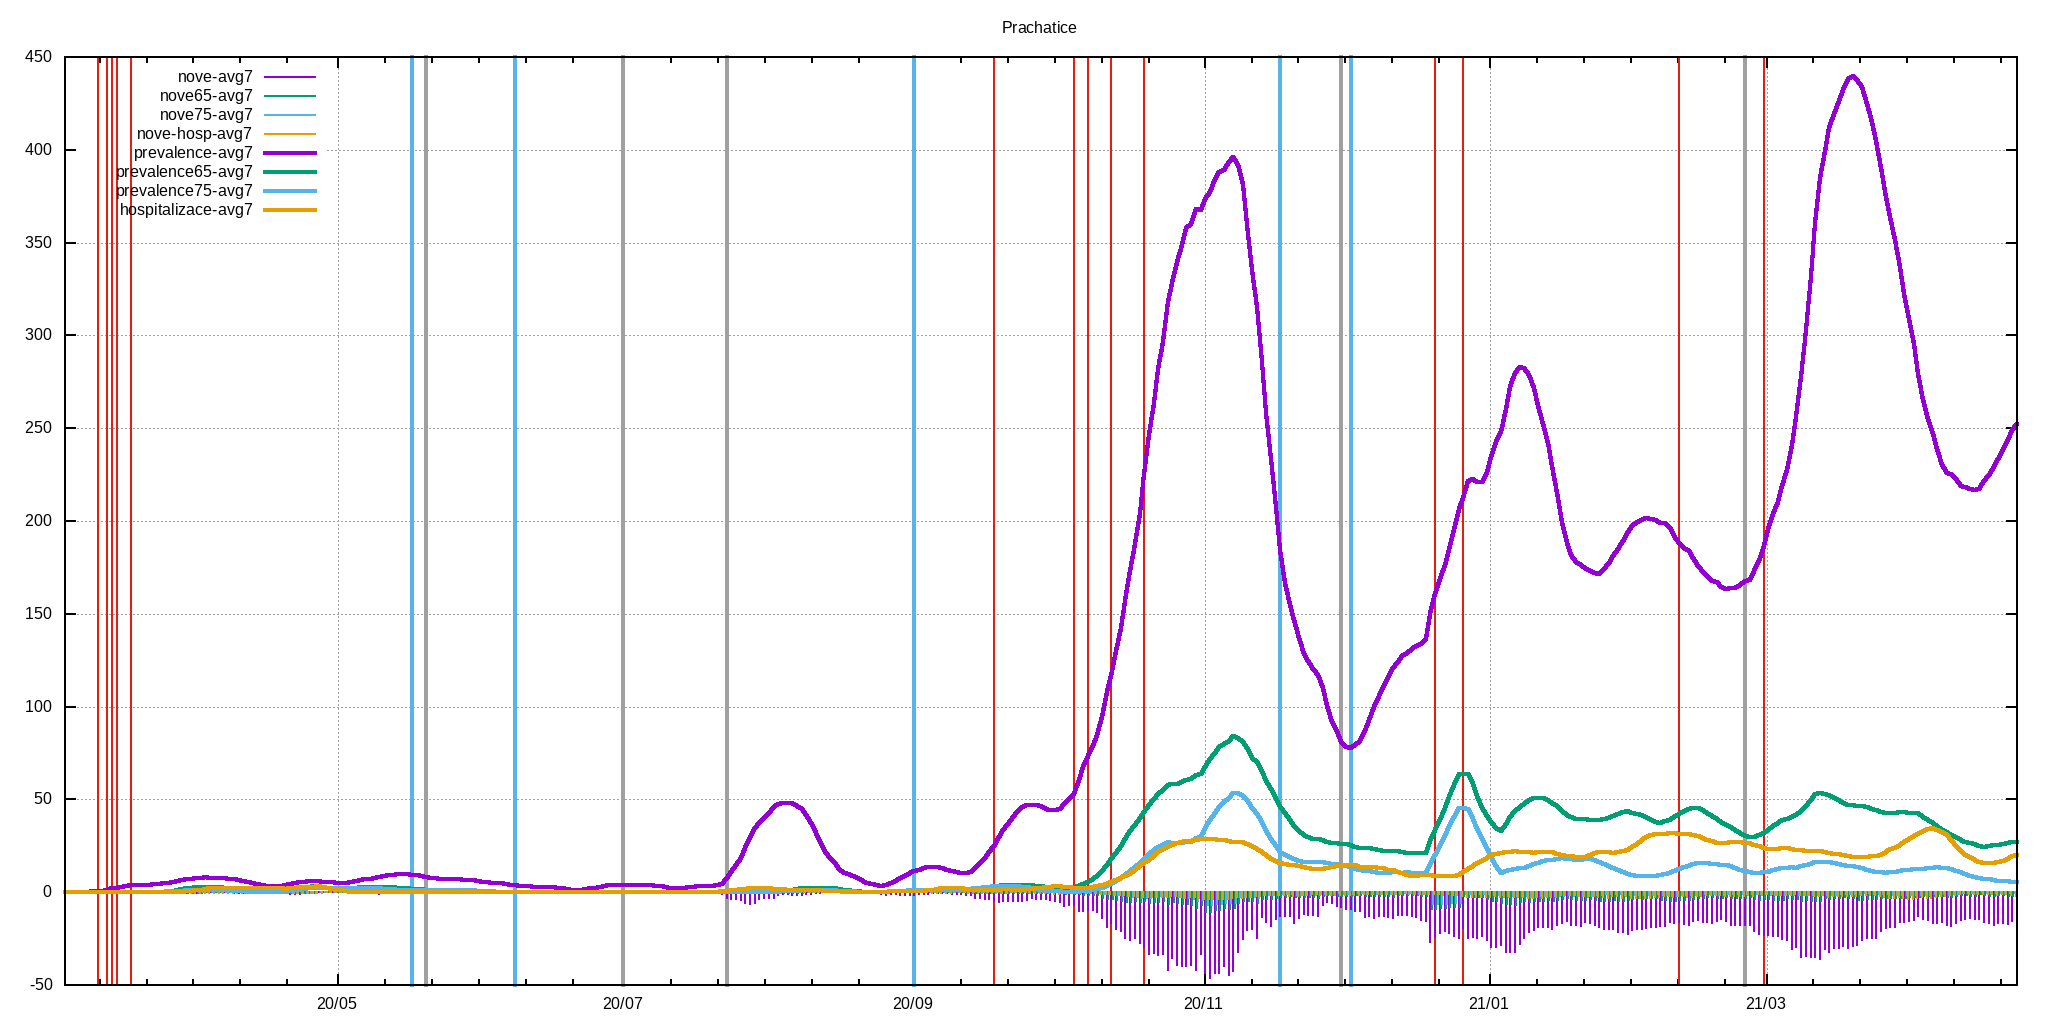 Prachatice
450
400
350
300
250
200
150
100
50
0
-50
nove-avg7
nove65-avg7
nove75-avg7
nove-hosp-avg7
prevalence-avg7
prevalence65-avg7
prevalence75-avg7
hospitalizace-avg7
20/05 20/07 20/09 20/11 21/01 21/03